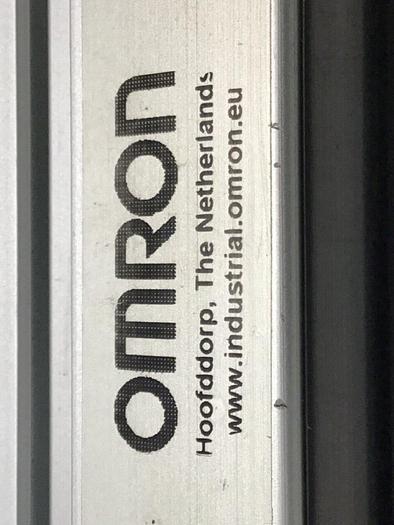 OMRON
Hoofddorp, The Netherlands
www.industrial.omron.eu